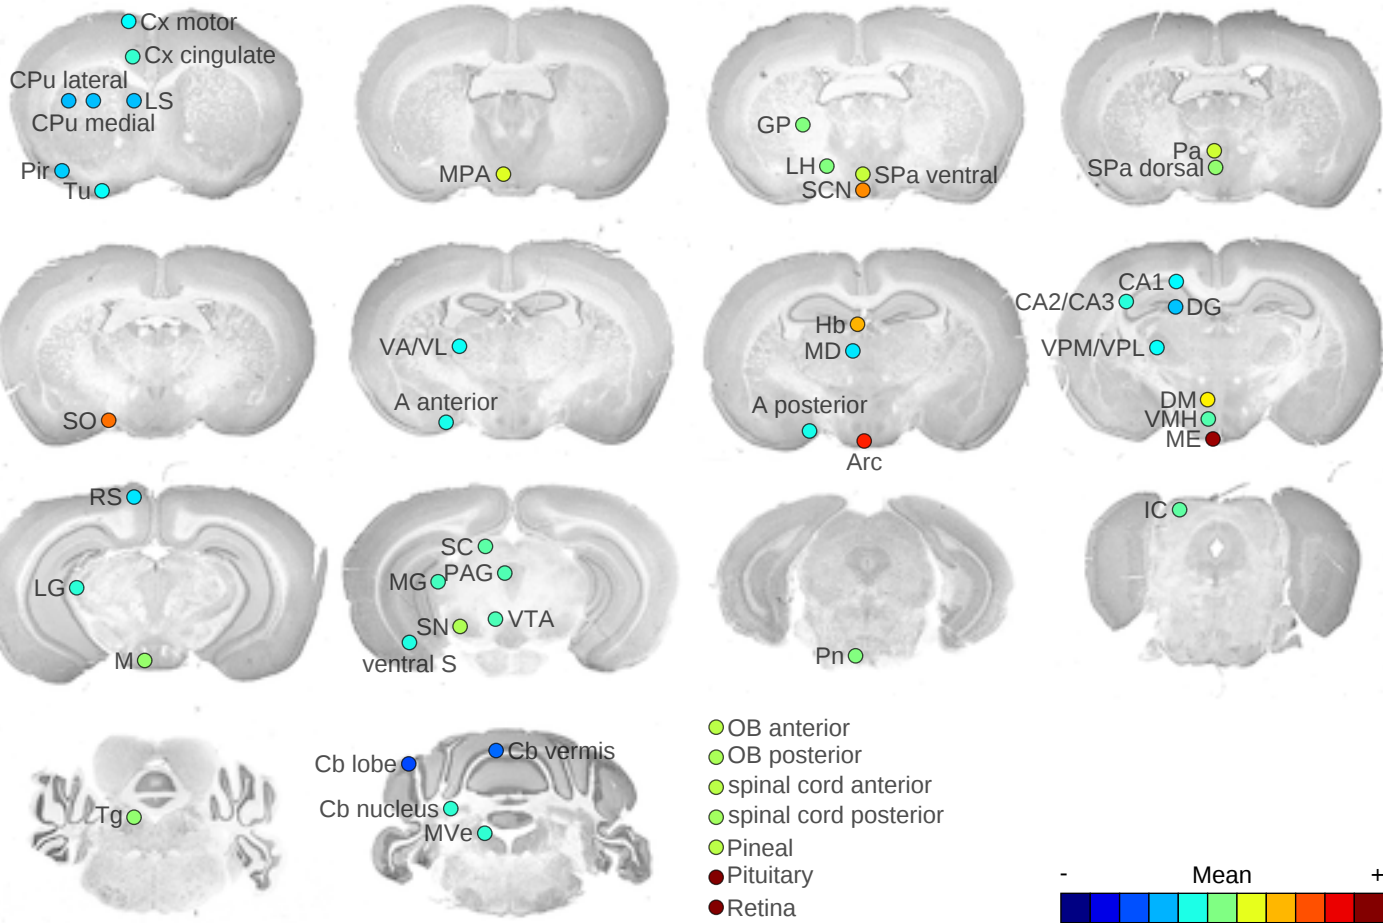 Cx motor
Cx cingulate
CPu lateral
LS
CPu medial
Pir
Tu
MPA
GP
LH
SPa ventral
SCN
Pa
SPa dorsal
SO
VA/VL
A anterior
Hb
MD
A posterior
Arc
CA1
CA2/CA3
DG
VPM/VPL
DM
VMH
ME
RS
LG
M
SC
PAG
MG
VTA
SN
ventral S
Pn
IC
Tg
Cb lobe
Cb vermis
Cb nucleus
MVe
OB anterior
OB posterior
spinal cord anterior
spinal cord posterior
Pineal
Pituitary
Retina
- Mean +